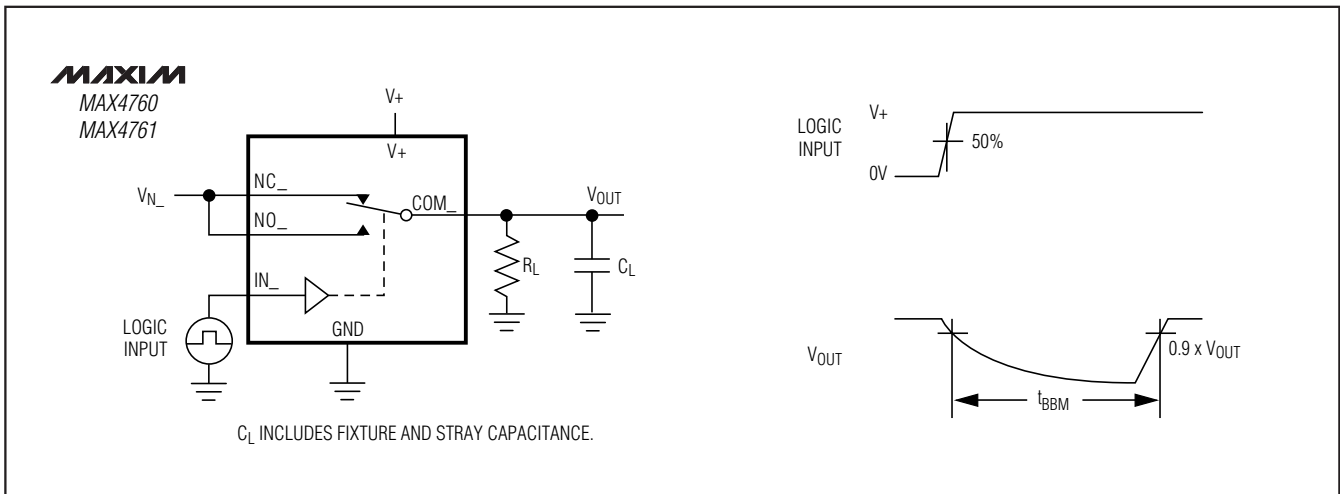 MAXIM
MAX4760
MAX4761
V+
V+
NC_
V_N_
NO_
COM_
V_OUT
R_L
C_L
IN_
LOGIC
INPUT
GND
C_L INCLUDES FIXTURE AND STRAY CAPACITANCE.
LOGIC
INPUT
V+
50%
0V
V_OUT
0.9 x V_OUT
t_BBM